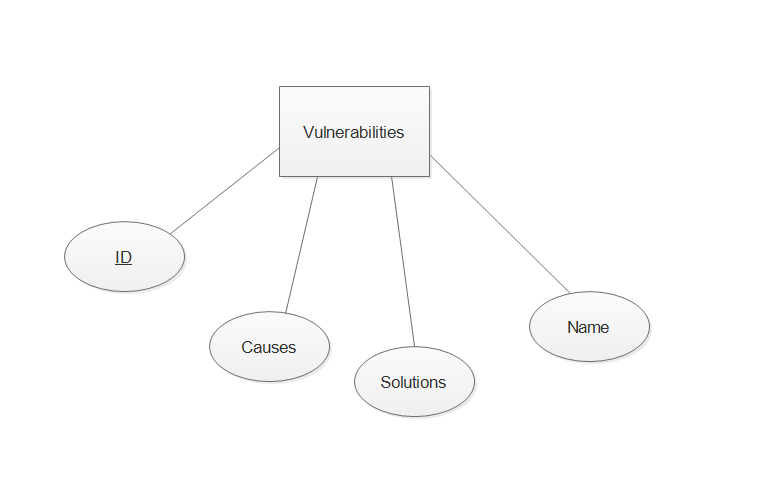 Vulnerabilities
ID
Causes
Solutions
Name